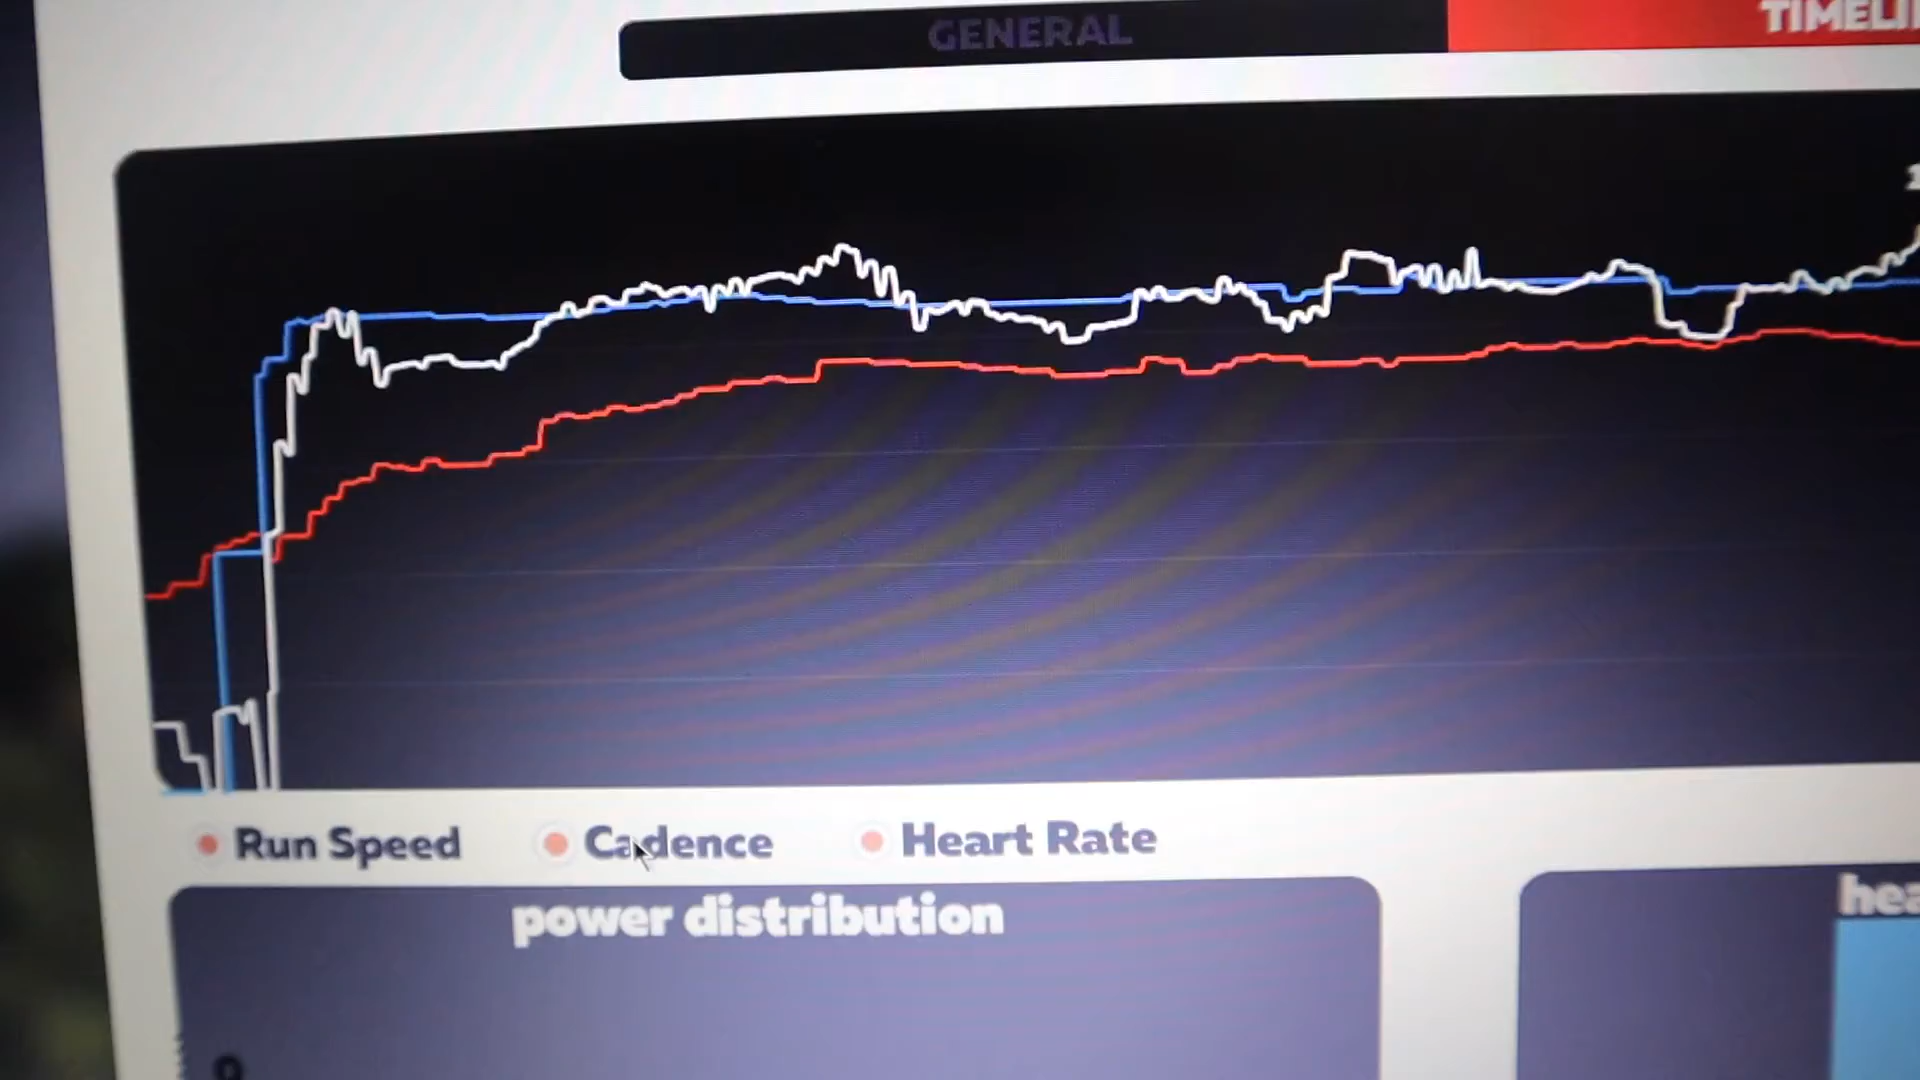 GENERAL
Run Speed
Cadence
Heart Rate
power distribution